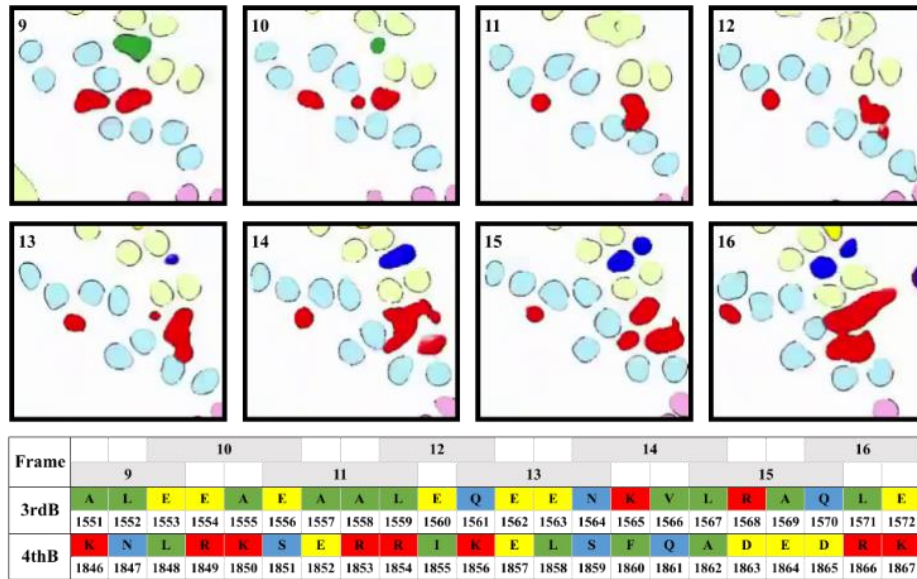 9 10 11 12
13 14 15 16
Frame 10 12 14 16
9 11 13 15
3rdB A L E E A E A A L E Q E E N K V L R A Q L E
1551 1552 1553 1554 1555 1556 1557 1558 1559 1560 1561 1562 1563 1564 1565 1566 1567 1568 1569 1570 1571 1572
4thB K N L R K S E R R I K E L S F Q A D E D R K
1846 1847 1848 1849 1850 1851 1852 1853 1854 1855 1856 1857 1858 1859 1860 1861 1862 1863 1864 1865 1866 1867